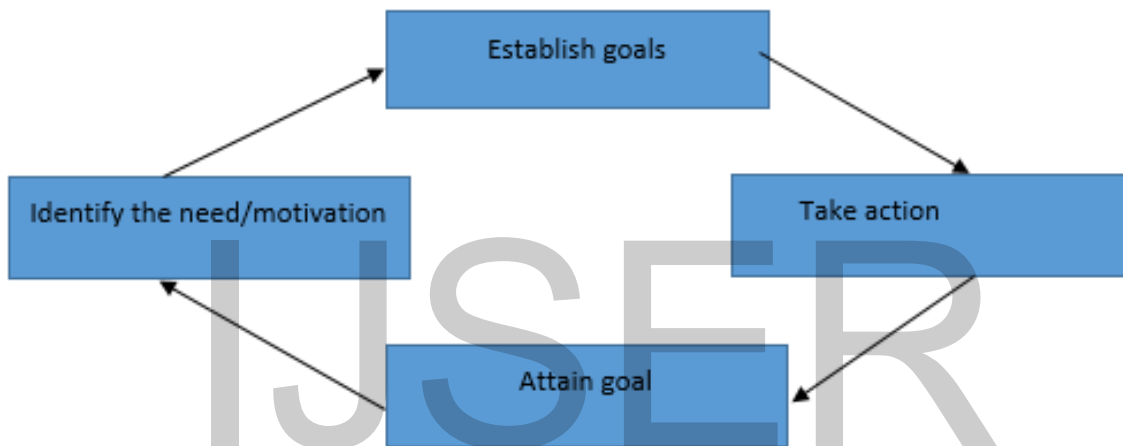 Establish goals
Identify the need/motivation
Take action
Attain goal
IJSER